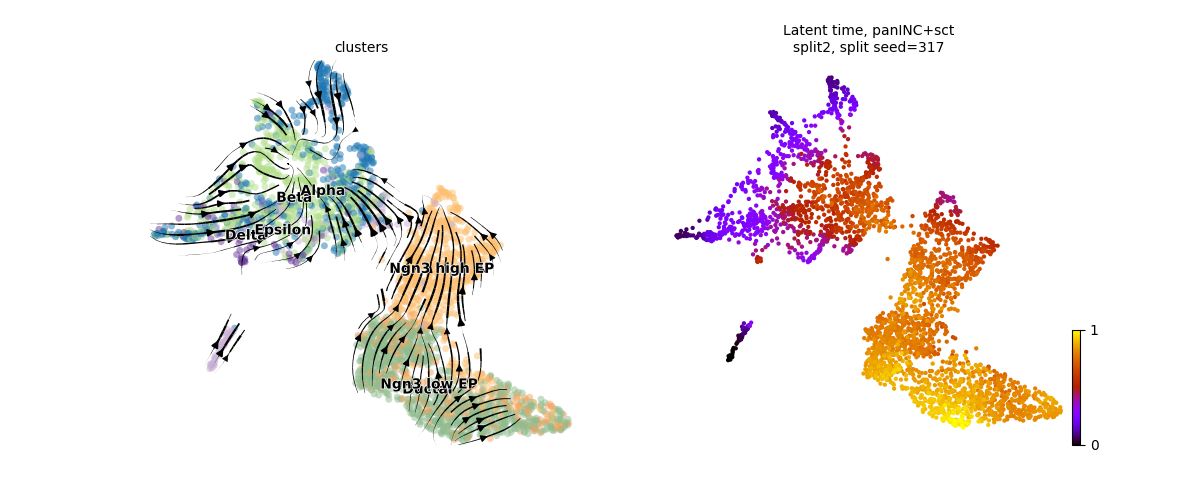 clusters
Alpha
Beta
Delta
Epsilon
Ngn3 high EP
Ngn3 low EP
Ductal
Latent time, panINC+sct
split2, split seed=317
1
0